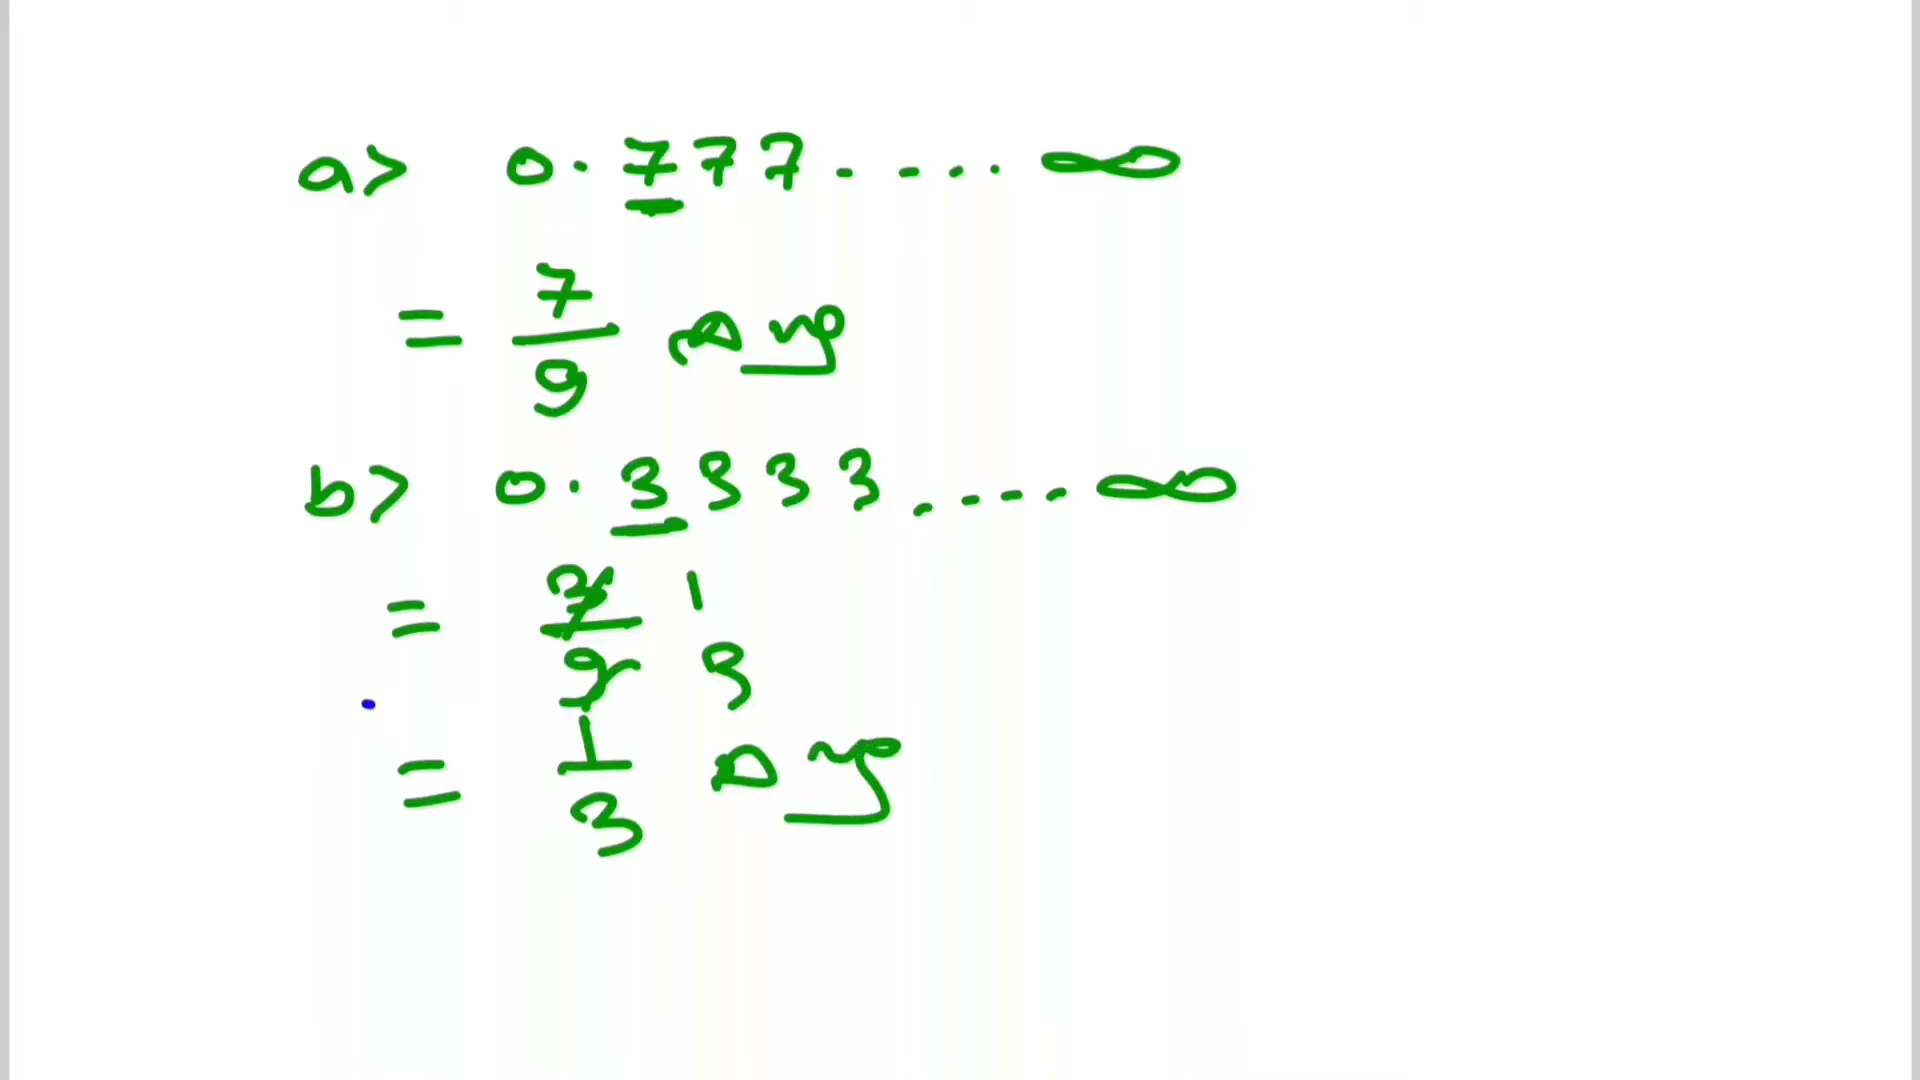 a> 0.777.... ∞
= 7/9 Ans
b> 0.3333..... ∞
= 3/9 1 3
= 1/3 Ans